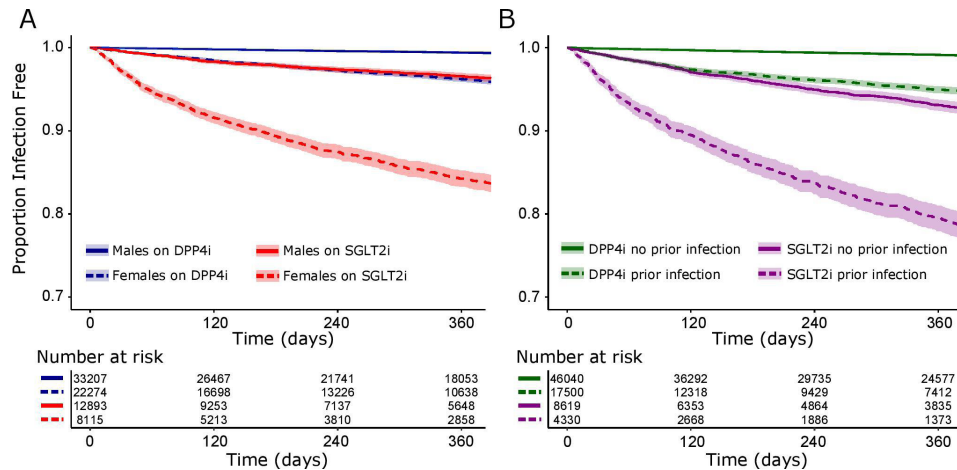 A
Proportion Infection Free
1.0
0.9
0.8
0.7
Males on DPP4i
Males on SGLT2i
Females on DPP4i
Females on SGLT2i
0 120 240 360
Time (days)
Number at risk
33207 26467 21741 18053
22274 16698 13226 10638
12893 9253 7137 5648
8115 5213 3810 2858
0 120 240 360
Time (days)
B
1.0
0.9
0.8
0.7
DPP4i no prior infection
SGLT2i no prior infection
DPP4i prior infection
SGLT2i prior infection
0 120 240 360
Time (days)
Number at risk
46040 36292 29735 24577
17500 12318 9429 7412
8619 6353 4864 3835
4330 2668 1886 1373
0 120 240 360
Time (days)